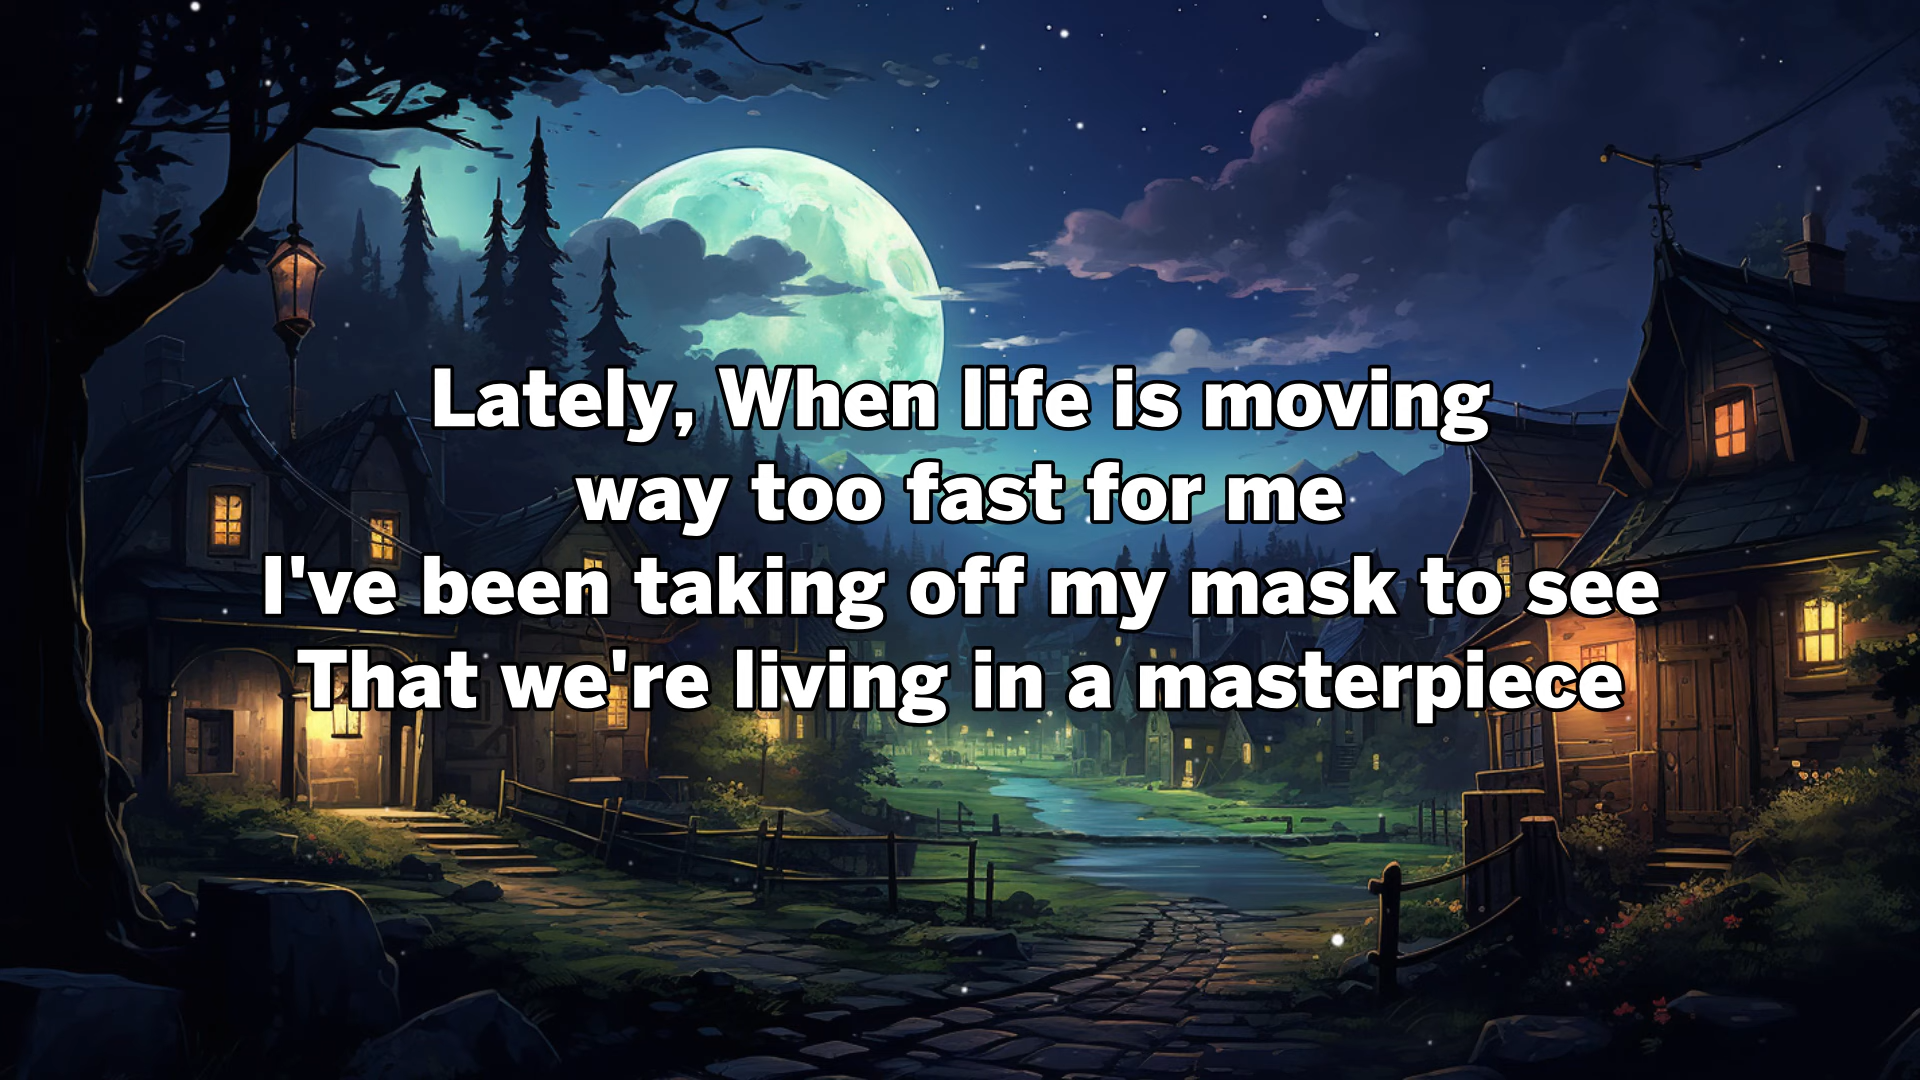 Lately, When life is moving
way too fast for me
I've been taking off my mask to see
That we're living in a masterpiece